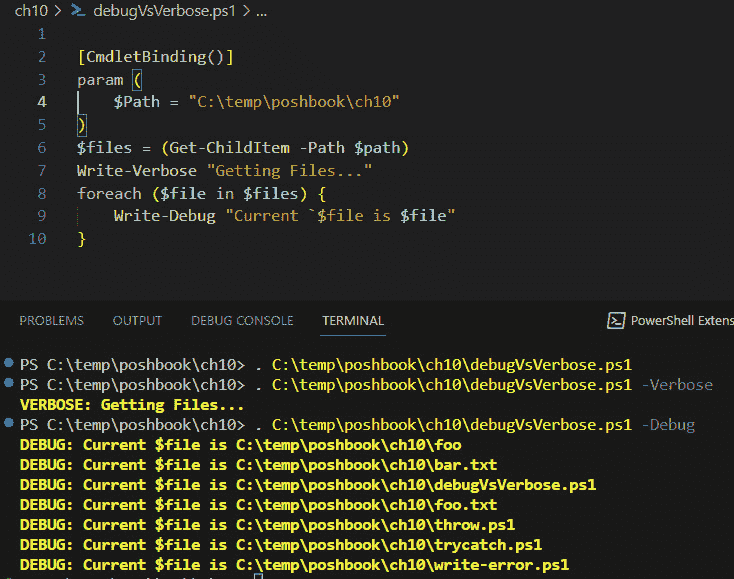 ch10 > debugVsVerbose.ps1 > ...
1
2 [CmdletBinding()]
3 param (
4     $Path = "C:\temp\poshbook\ch10"
5 )
6 $files = (Get-ChildItem -Path $path)
7 Write-Verbose "Getting Files..."
8 foreach ($file in $files) {
9     Write-Debug "Current `$file is $file"
10 }
PROBLEMS OUTPUT DEBUG CONSOLE TERMINAL PowerShell Extens
PS C:\temp\poshbook\ch10> . C:\temp\poshbook\ch10\debugVsVerbose.ps1
PS C:\temp\poshbook\ch10> . C:\temp\poshbook\ch10\debugVsVerbose.ps1 -Verbose
VERBOSE: Getting Files...
PS C:\temp\poshbook\ch10> . C:\temp\poshbook\ch10\debugVsVerbose.ps1 -Debug
DEBUG: Current $file is C:\temp\poshbook\ch10\foo
DEBUG: Current $file is C:\temp\poshbook\ch10\bar.txt
DEBUG: Current $file is C:\temp\poshbook\ch10\debugVsVerbose.ps1
DEBUG: Current $file is C:\temp\poshbook\ch10\foo.txt
DEBUG: Current $file is C:\temp\poshbook\ch10\throw.ps1
DEBUG: Current $file is C:\temp\poshbook\ch10\trycatch.ps1
DEBUG: Current $file is C:\temp\poshbook\ch10\write-error.ps1